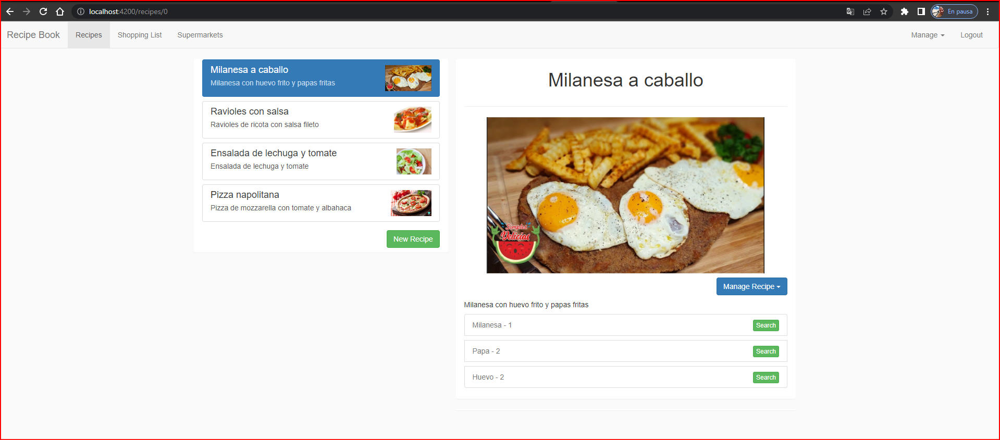 localhost:4200/recipes/0
En pausa
Recipe Book
Recipes
Shopping List
Supermarkets
Manage
Logout
Milanesa a caballo
Milanesa con huevo frito y papas fritas
Ravioles con salsa
Ravioles de ricota con salsa fileto
Ensalada de lechuga y tomate
Ensalada de lechuga y tomate
Pizza napolitana
Pizza de mozzarella con tomate y albahaca
New Recipe
Milanesa a caballo
Simples
Delicias
Manage Recipe
Milanesa con huevo frito y papas fritas
Milanesa - 1
Search
Papa - 2
Search
Huevo - 2
Search